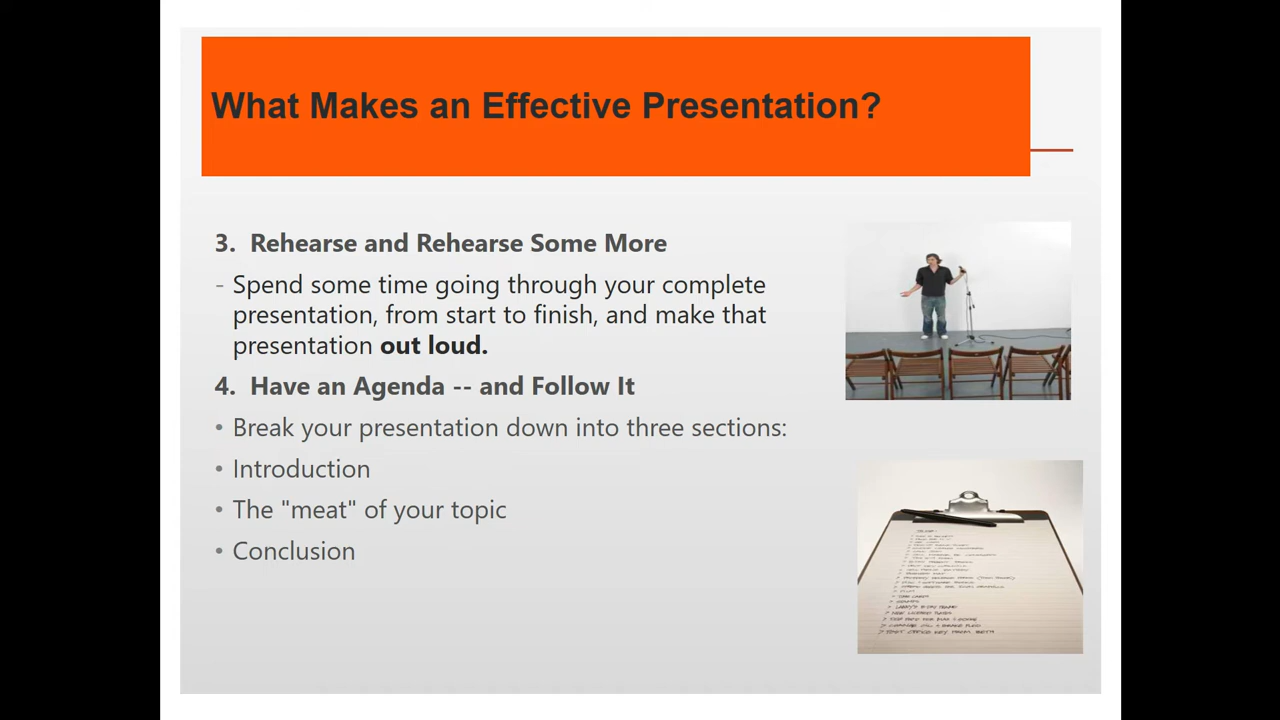 What Makes an Effective Presentation?
3. Rehearse and Rehearse Some More
- Spend some time going through your complete
presentation, from start to finish, and make that
presentation out loud.
4. Have an Agenda -- and Follow It
• Break your presentation down into three sections:
• Introduction
• The "meat" of your topic
• Conclusion